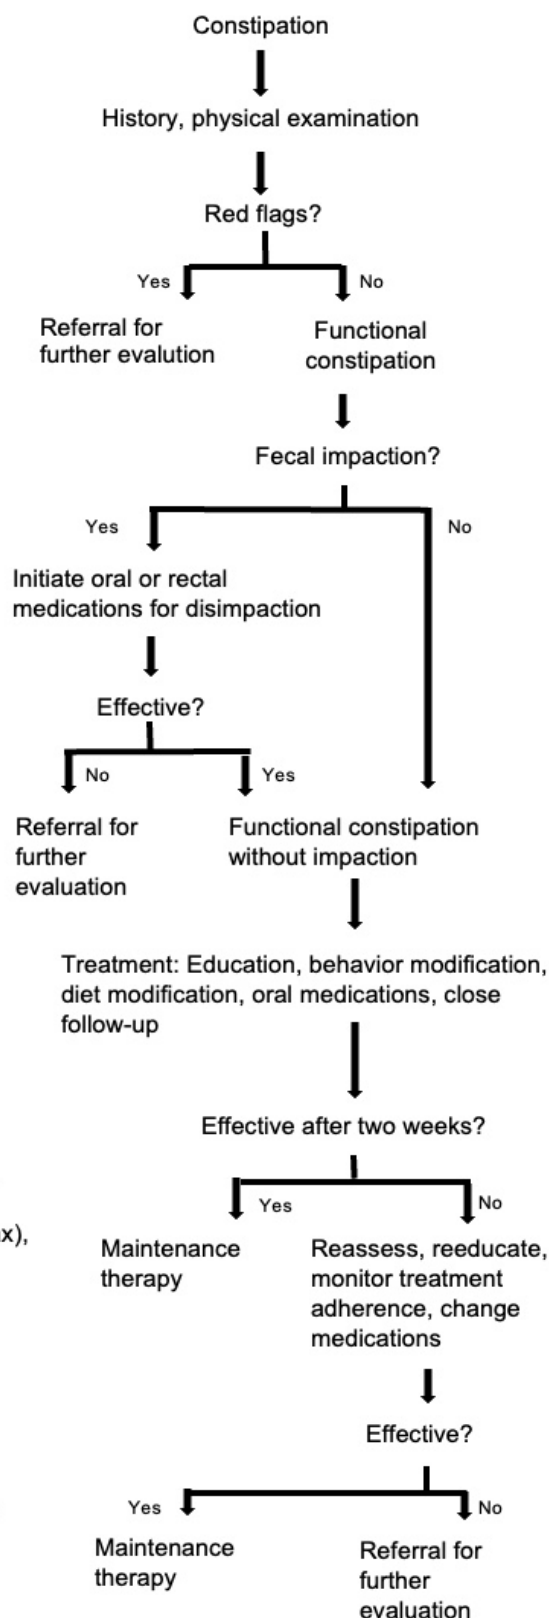 Constipation
History, physical examination
Red flags?
Yes
No
Referral for
further evalution
Functional
constipation
Fecal impaction?
Yes
No
Initiate oral or rectal
medications for disimpaction
Effective?
No
Yes
Referral for
further
evaluation
Functional constipation
without impaction
Treatment: Education, behavior modification,
diet modification, oral medications, close
follow-up
Effective after two weeks?
Yes
No
x),
Maintenance
therapy
Reassess, reeducate,
monitor treatment
adherence, change
medications
Effective?
Yes
No
Maintenance
therapy
Referral for
further
evaluation